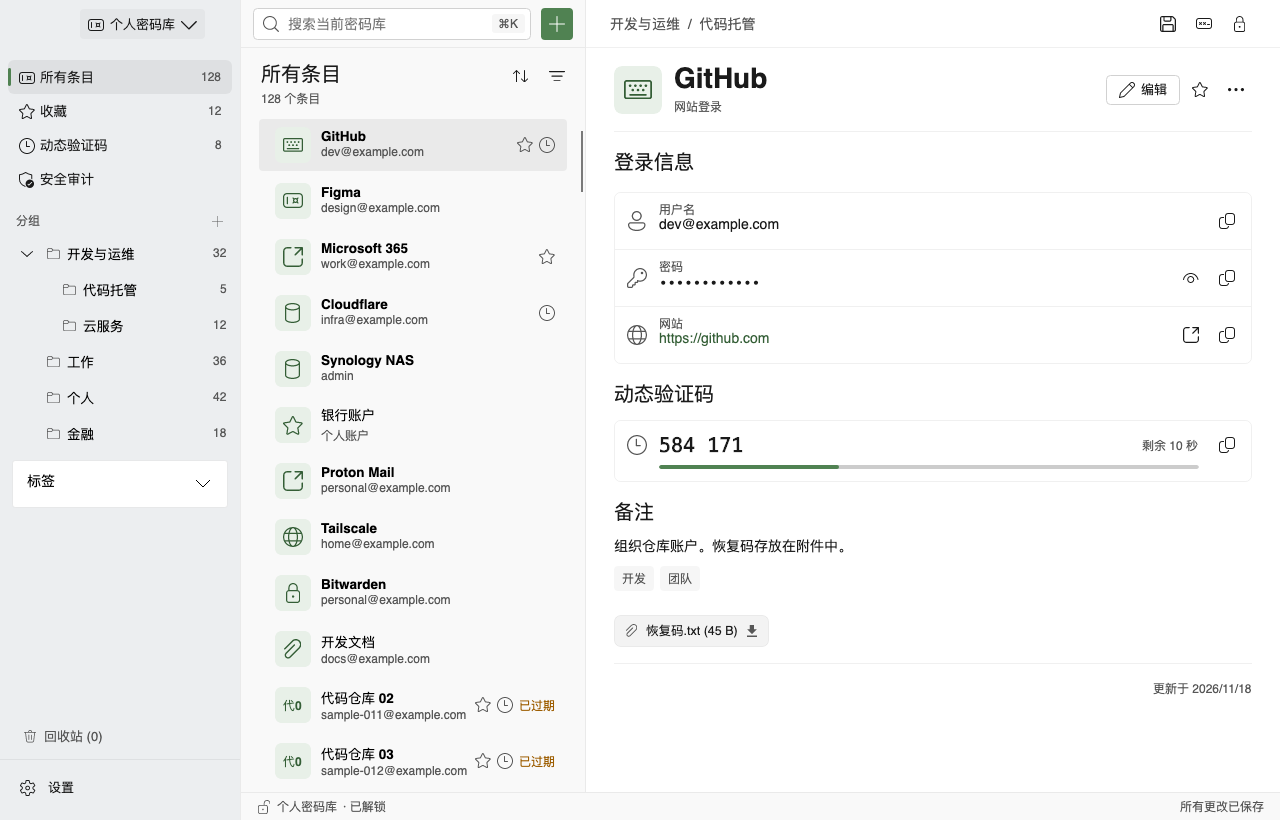 个人密码库
所有条目 128
收藏 12
动态验证码 8
安全审计
分组
开发与运维 32
代码托管 5
云服务 12
工作 36
个人 42
金融 18
标签
回收站 (0)
设置
搜索当前密码库 ⌘K
所有条目
128 个条目
GitHub
dev@example.com
Figma
design@example.com
Microsoft 365
work@example.com
Cloudflare
infra@example.com
Synology NAS
admin
银行账户
个人账户
Proton Mail
personal@example.com
Tailscale
home@example.com
Bitwarden
personal@example.com
开发文档
docs@example.com
代0
代码仓库 02
sample-011@example.com
已过期
代0
代码仓库 03
sample-012@example.com
已过期
开发与运维 / 代码托管
GitHub
网站登录
编辑
登录信息
用户名
dev@example.com
密码
••••••••••••
网站
https://github.com
动态验证码
584 171
剩余 10 秒
备注
组织仓库账户。恢复码存放在附件中。
开发 团队
恢复码.txt (45 B)
更新于 2026/11/18
个人密码库 · 已解锁
所有更改已保存